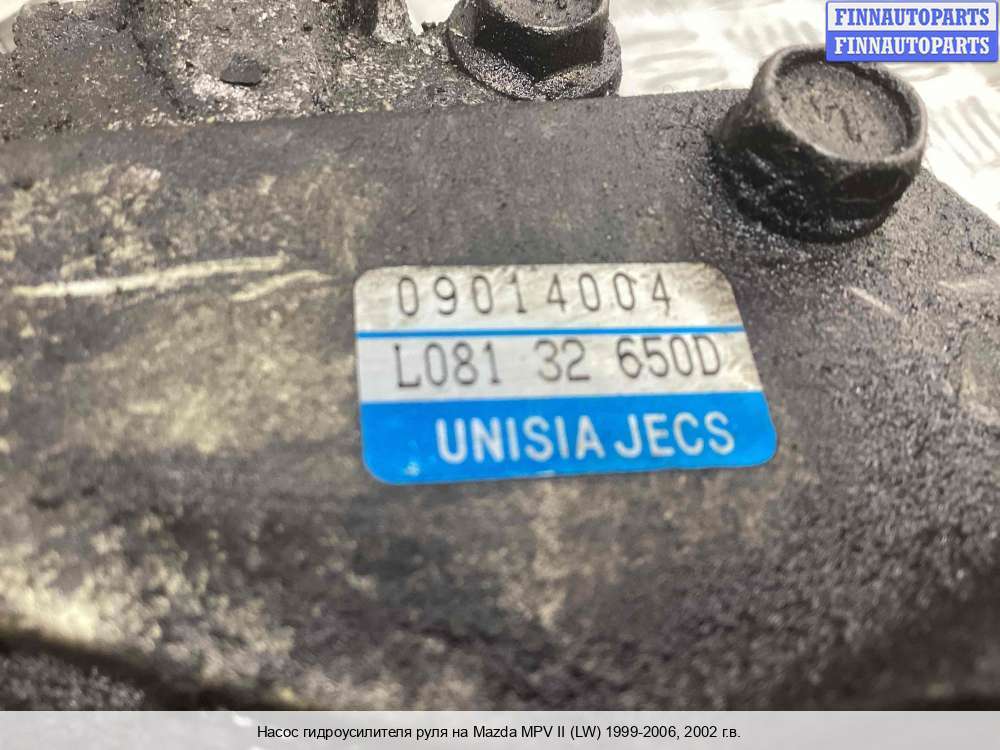 FINNAUTOPARTS
FINNAUTOPARTS
09014004
L081 32 650D
UNISIA JECS
Насос гидроусилителя руля на Mazda MPV II (LW) 1999-2006, 2002 г.в.